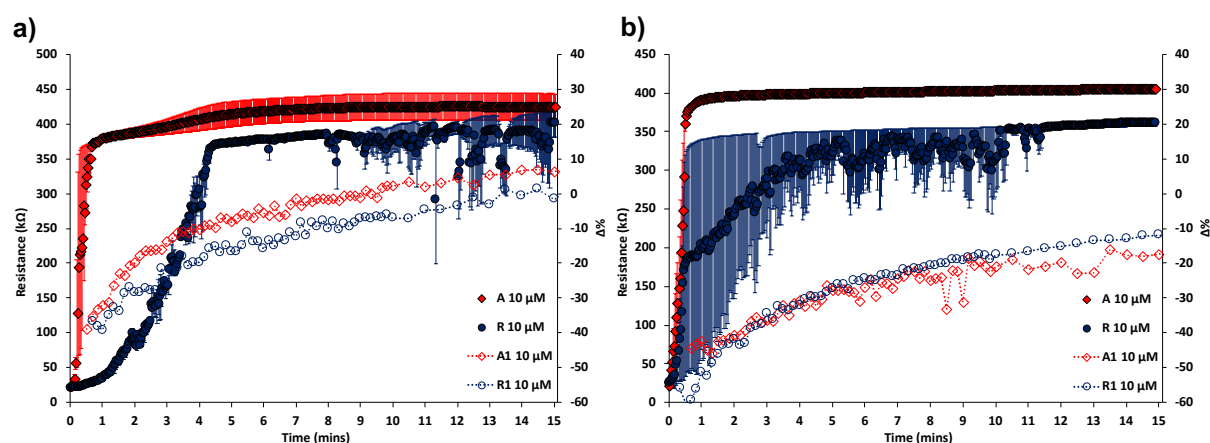 a)
500
450
400
350
300
250
200
150
100
50
0
Resistance (kΩ)
40
30
20
10
0
-10
-20
-30
-40
-50
-60
Δ%
0 1 2 3 4 5 6 7 8 9 10 11 12 13 14 15
Time (mins)
A 10 µM
R 10 µM
A1 10 µM
R1 10 µM
b)
450
400
350
300
250
200
150
100
50
0
Resistance (kΩ)
40
30
20
10
0
-10
-20
-30
-40
-50
-60
Δ%
0 1 2 3 4 5 6 7 8 9 10 11 12 13 14 15
Time (mins)
A 10 µM
R 10 µM
A1 10 µM
R1 10 µM